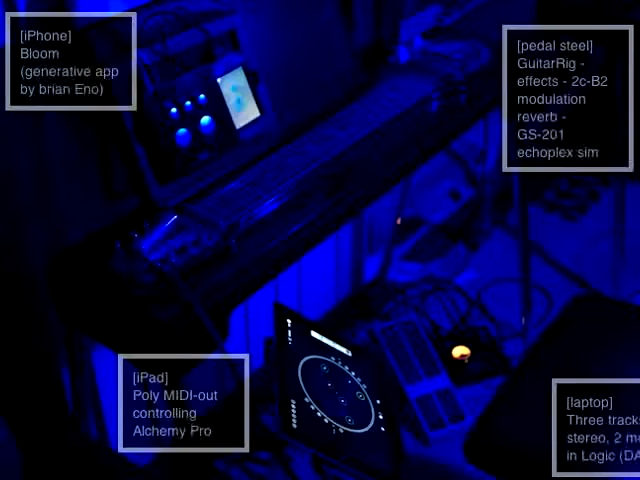 [iPhone]
Bloom
(generative app
by brian Eno)
[pedal steel]
GuitarRig -
effects - 2c-B2
modulation
reverb -
GS-201
echoplex sim
[iPad]
Poly MIDI-out
controlling
Alchemy Pro
[laptop]
Three track
stereo, 2 m
in Logic (DA